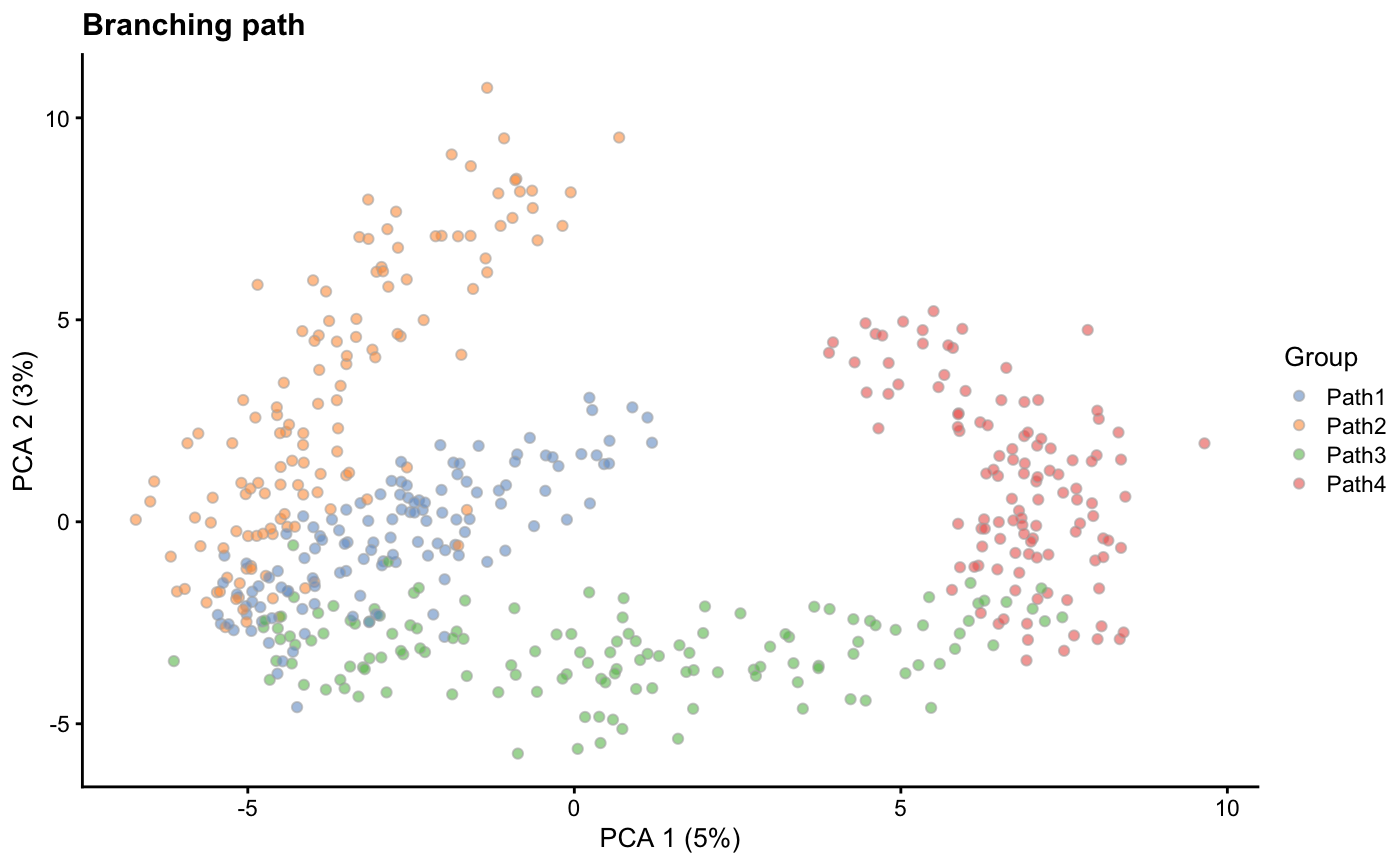 Branching path
10
5
0
-5
PCA 2 (3%)
-5
0
5
10
PCA 1 (5%)
Group
Path1
Path2
Path3
Path4